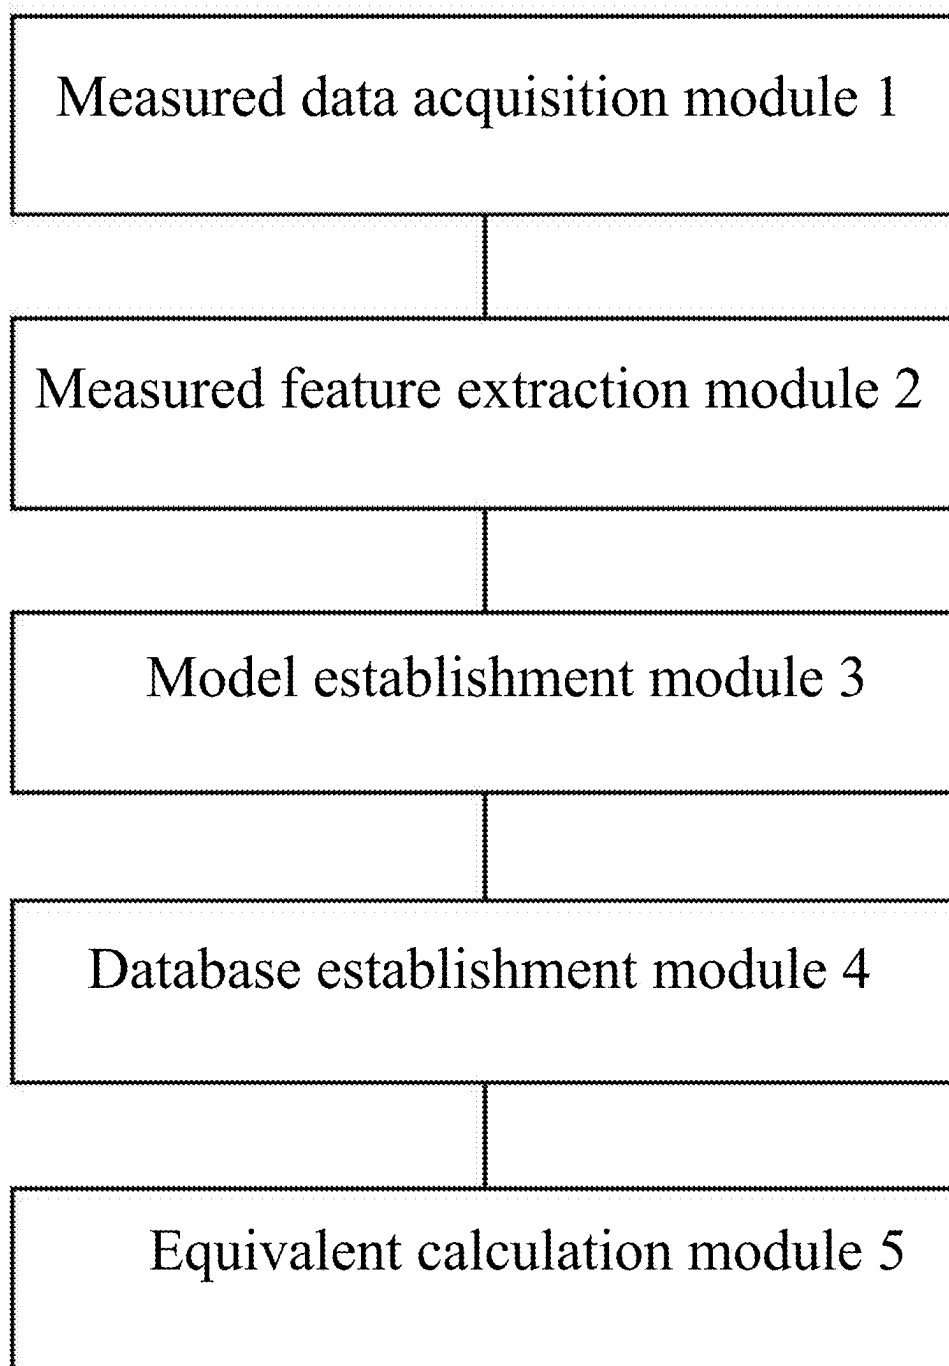 Measured data acquisition module 1
Measured feature extraction module 2
Model establishment module 3
Database establishment module 4
Equivalent calculation module 5